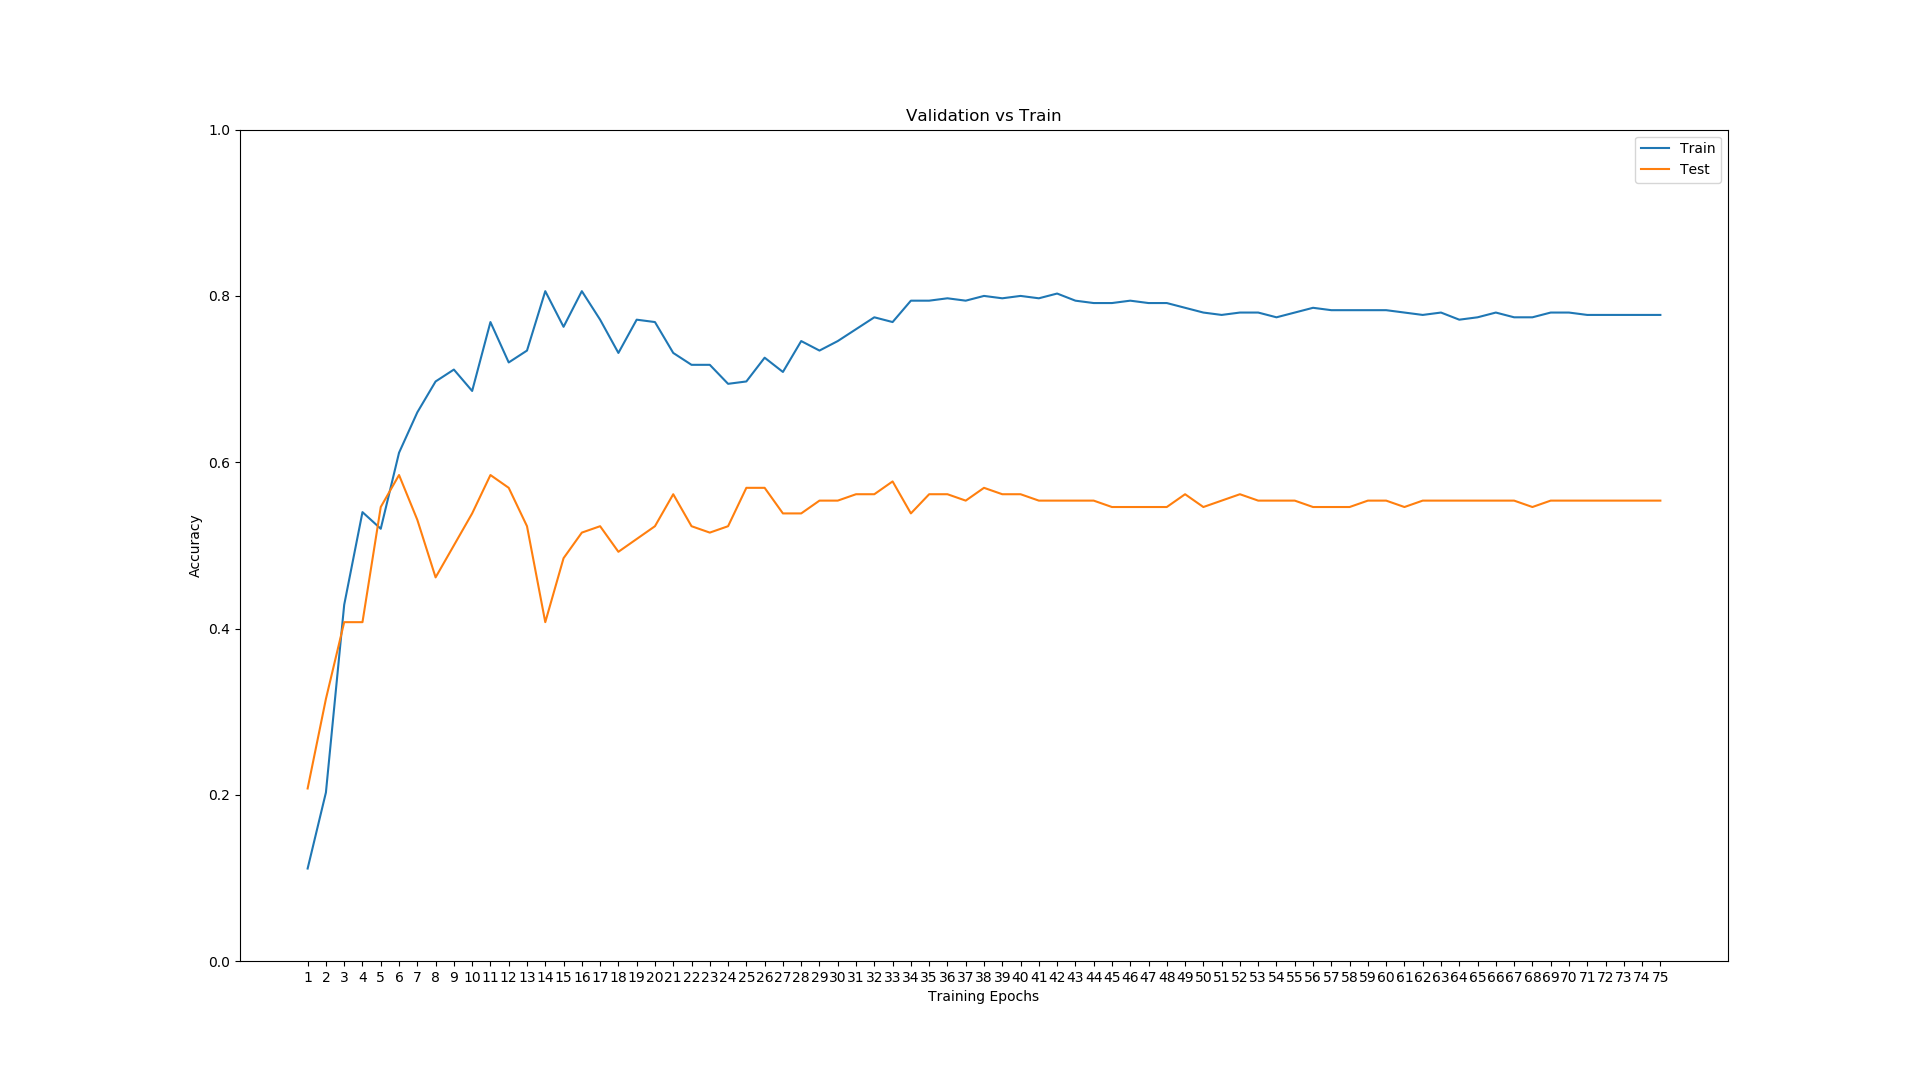 Validation vs Train
1.0
Train
Test
0.8
0.6
Accuracy
0.4
0.2
0.0
1 2 3 4 5 6 7 8 9 10 11 12 13 14 15 16 17 18 19 20 21 22 23 24 25 26 27 28 29 30 31 32 33 34 35 36 37 38 39 40 41 42 43 44 45 46 47 48 49 50 51 52 53 54 55 56 57 58 59 60 61 62 63 64 65 66 67 68 69 70 71 72 73 74 75
Training Epochs